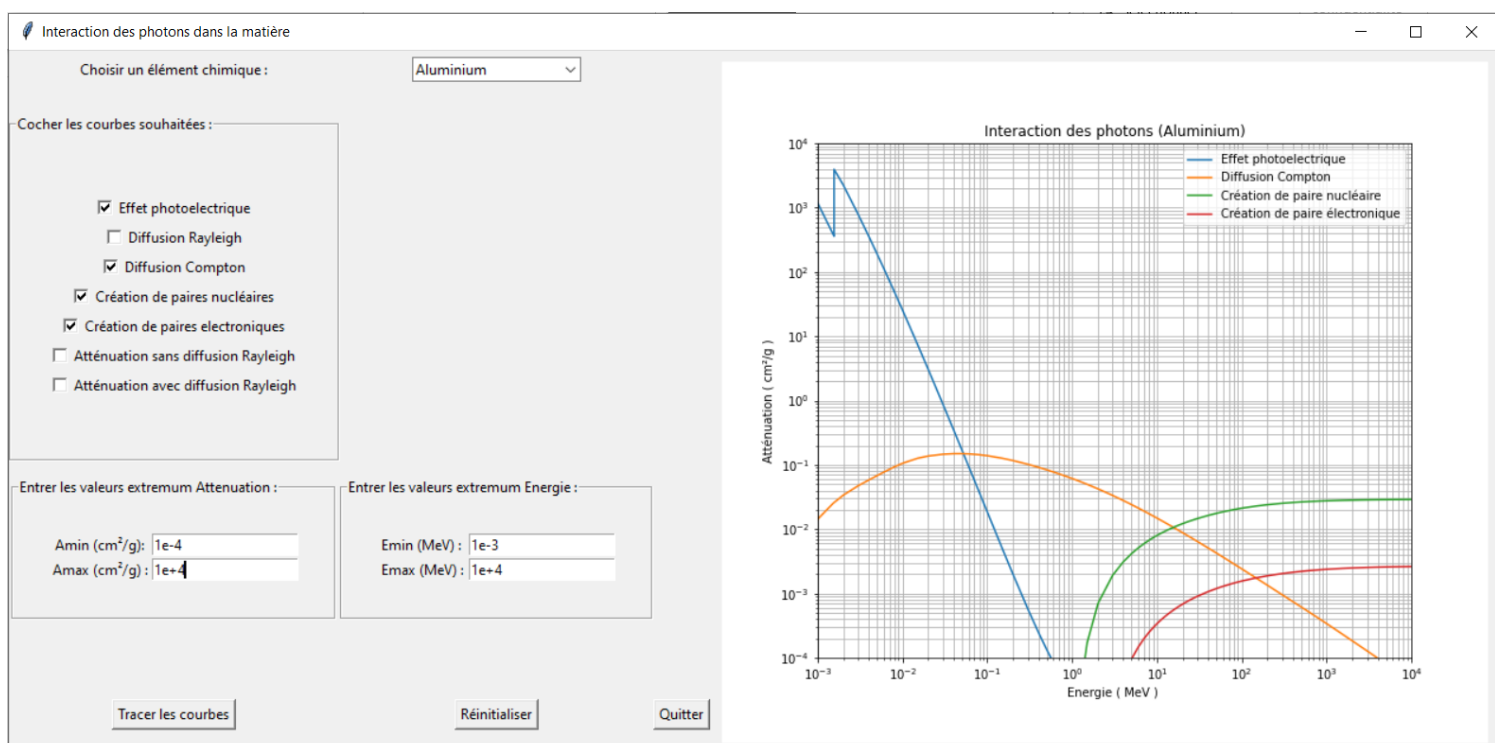 Interaction des photons dans la matière
Choisir un élément chimique :
Aluminium
Cocher les courbes souhaitées :
Effet photoelectrique
Diffusion Rayleigh
Diffusion Compton
Création de paires nucléaires
Création de paires electroniques
Atténuation sans diffusion Rayleigh
Atténuation avec diffusion Rayleigh
Entrer les valeurs extremum Attenuation :
Amin (cm²/g): 1e-4
Amax (cm²/g) : 1e+4
Entrer les valeurs extremum Energie :
Emin (MeV) : 1e-3
Emax (MeV) : 1e+4
Tracer les courbes
Réinitialiser
Quitter
Interaction des photons (Aluminium)
Effet photoelectrique
Diffusion Compton
Création de paire nucléaire
Création de paire électronique
Atténuation ( cm²/g )
10⁴
10³
10²
10¹
10⁰
10⁻¹
10⁻²
10⁻³
10⁻⁴
10⁻³ 10⁻² 10⁻¹ 10⁰ 10¹ 10² 10³ 10⁴
Energie ( MeV )